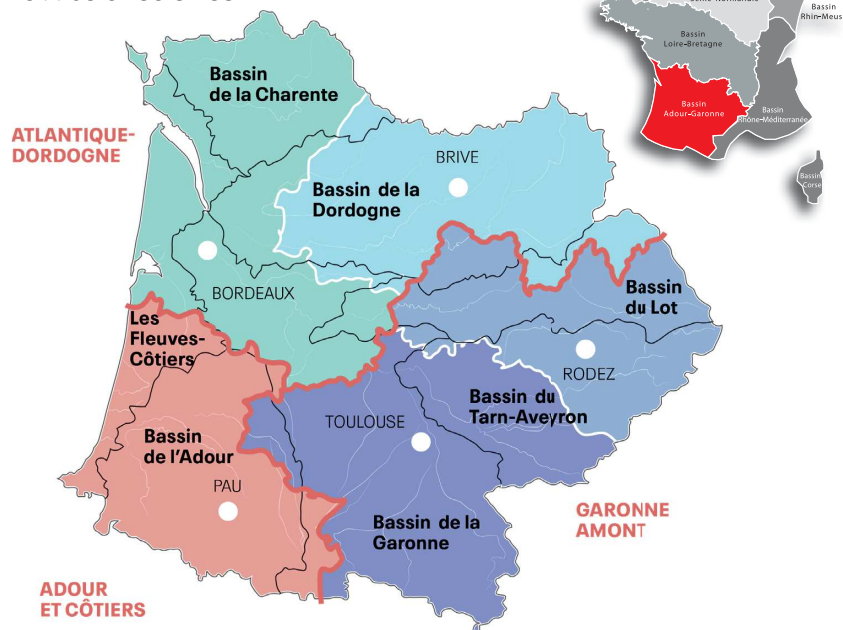 Bassin
Rhin-Meus
Bassin
Loire-Bretagne
Bassin
Adour-Garonne
Bassin
Rhône-Méditerranée
Bassin
Corse
Bassin
de la Charente
ATLANTIQUE-
DORDOGNE
BRIVE
Bassin de la
Dordogne
BORDEAUX
Bassin
du Lot
Les
Fleuves-
Côtiers
RODEZ
Bassin du
Tarn-Aveyron
TOULOUSE
Bassin
de l'Adour
PAU
GARONNE
AMONT
Bassin de la
Garonne
ADOUR
ET CÔTIERS